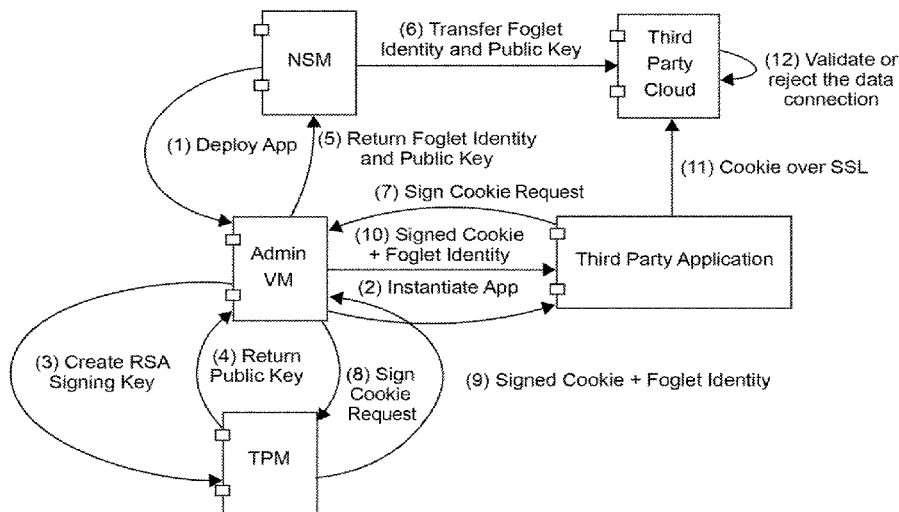 (6) Transfer Foglet
Identity and Public Key
NSM
Third
Party
Cloud
(12) Validate or
reject the data
connection
(1) Deploy App
(5) Return Foglet Identity
and Public Key
(11) Cookie over SSL
(7) Sign Cookie Request
Admin
VM
(10) Signed Cookie
+ Foglet Identity
Third Party Application
(2) Instantiate App
(3) Create RSA
Signing Key
(4) Return
Public Key
(8) Sign
Cookie
Request
(9) Signed Cookie + Foglet Identity
TPM